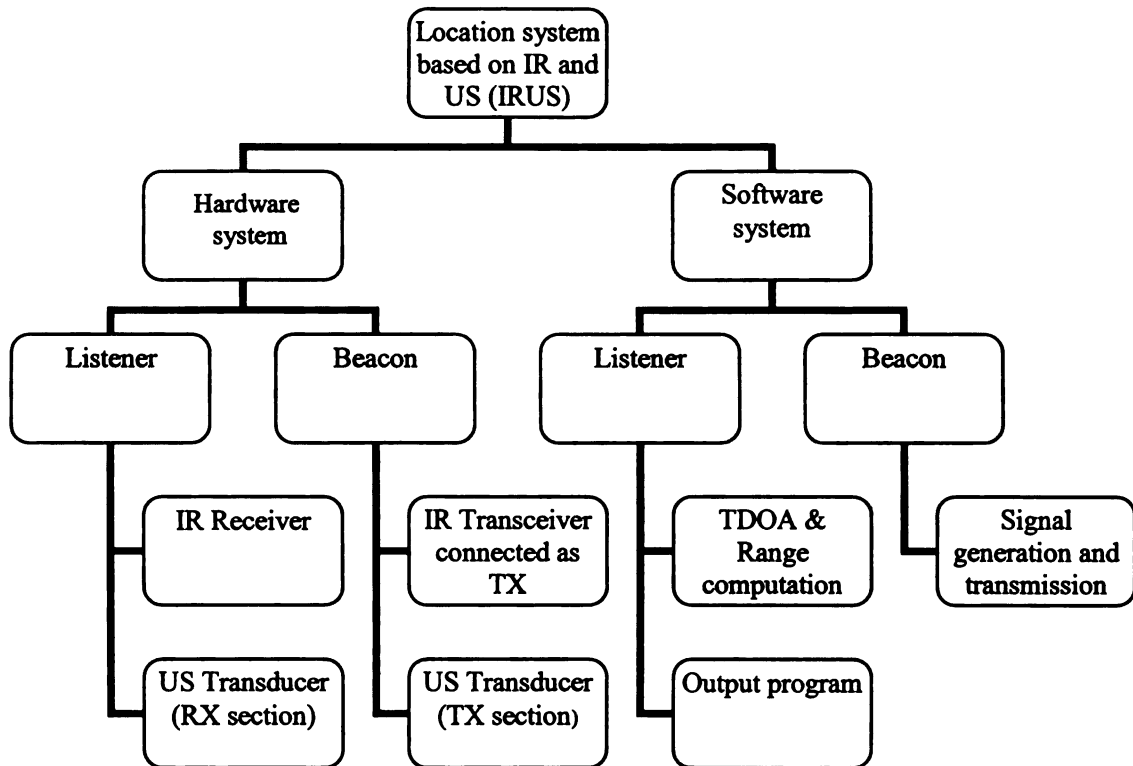 Location system
based on IR and
US (IRUS)
Hardware
system
Software
system
Listener
Beacon
Listener
Beacon
IR Receiver
IR Transceiver
connected as
TX
TDOA &
Range
computation
Signal
generation and
transmission
US Transducer
(RX section)
US Transducer
(TX section)
Output program